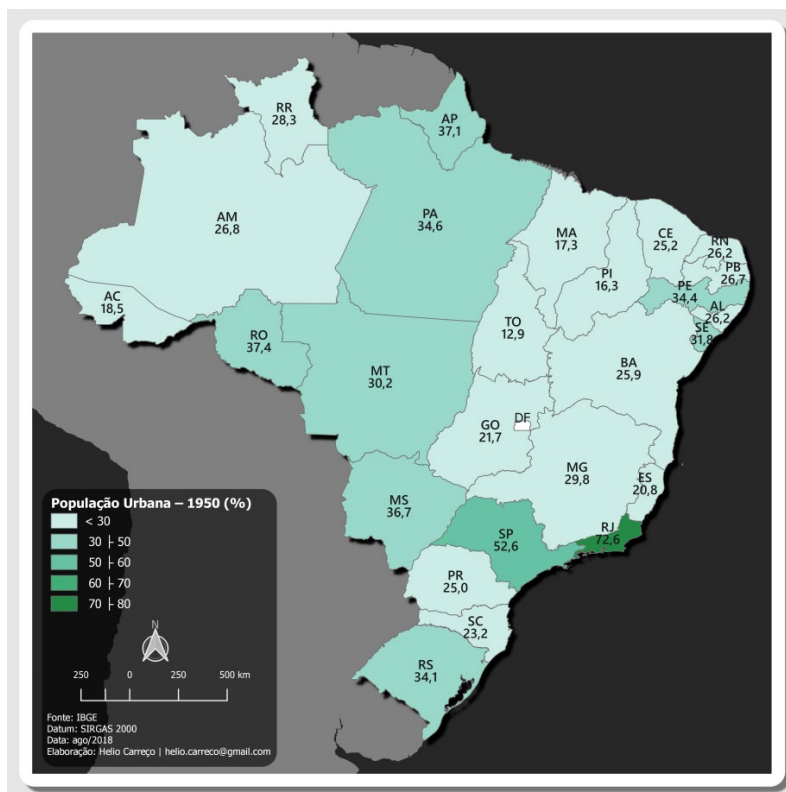 RR
28,3
AP
37,1
AM
26,8
PA
34,6
MA
17,3
CE
25,2
RN
26,2
PB
26,7
PI
16,3
PE
34,4
AL
26,2
SE
31,8
AC
18,5
RO
37,4
TO
12,9
MT
30,2
BA
25,9
DF
GO
21,7
MG
29,8
ES
20,8
MS
36,7
SP
52,6
RJ
72,6
PR
25,0
SC
23,2
RS
34,1
População Urbana – 1950 (%)
< 30
30 ├ 50
50 ├ 60
60 ├ 70
70 ├ 80
N
250 0 250 500 km
Fonte: IBGE
Datum: SIRGAS 2000
Data: ago/2018
Elaboração: Helio Carreço | helio.carreco@gmail.com